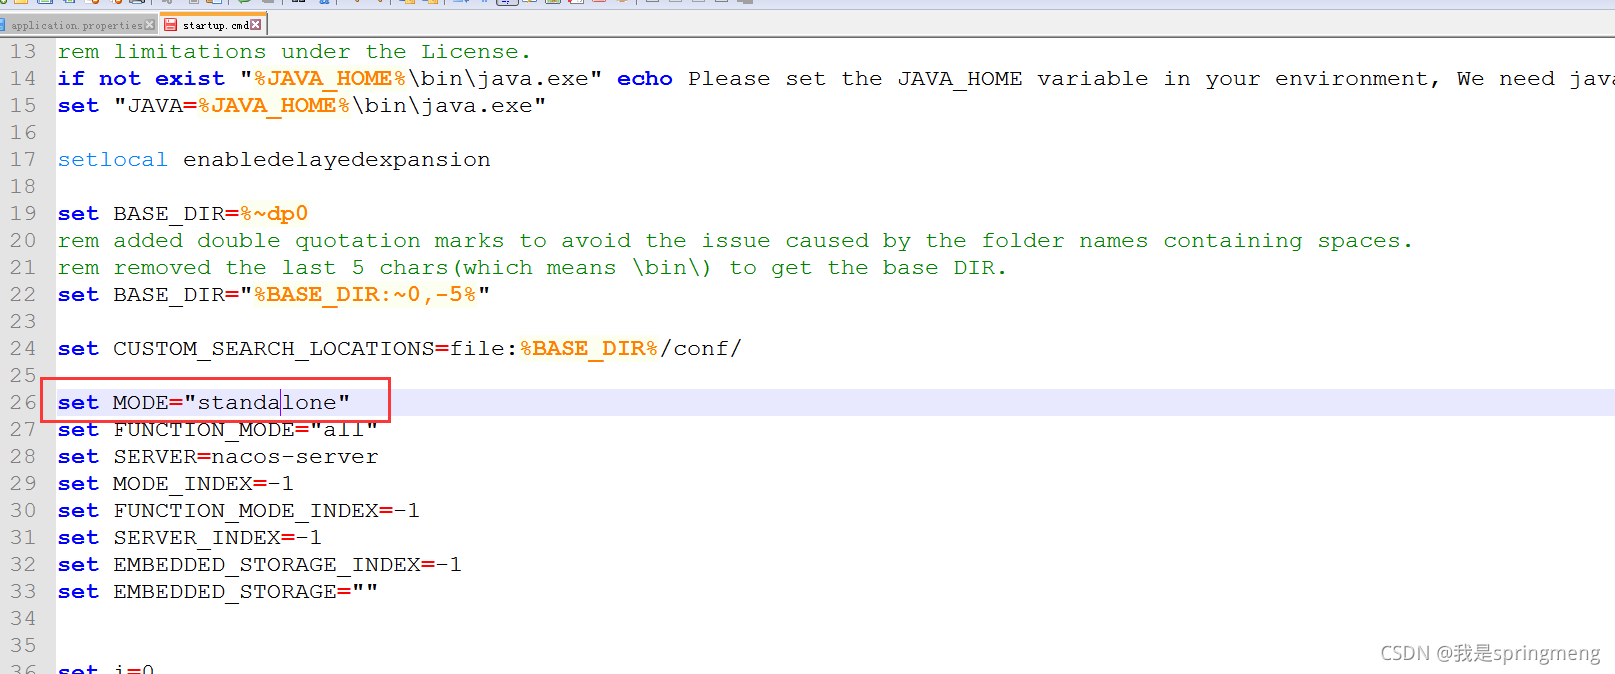 application.properties startup.cmd
13 rem limitations under the License.
14 if not exist "%JAVA_HOME%\bin\java.exe" echo Please set the JAVA_HOME variable in your environment, We need java
15 set "JAVA=%JAVA_HOME%\bin\java.exe"
16
17 setlocal enabledelayedexpansion
18
19 set BASE_DIR=%~dp0
20 rem added double quotation marks to avoid the issue caused by the folder names containing spaces.
21 rem removed the last 5 chars(which means \bin\) to get the base DIR.
22 set BASE_DIR="%BASE_DIR:~0,-5%"
23
24 set CUSTOM_SEARCH_LOCATIONS=file:%BASE_DIR%/conf/
25
26 set MODE="standalone"
27 set FUNCTION_MODE="all"
28 set SERVER=nacos-server
29 set MODE_INDEX=-1
30 set FUNCTION_MODE_INDEX=-1
31 set SERVER_INDEX=-1
32 set EMBEDDED_STORAGE_INDEX=-1
33 set EMBEDDED_STORAGE=""
34
35
36 set i=0
CSDN @我是springmeng